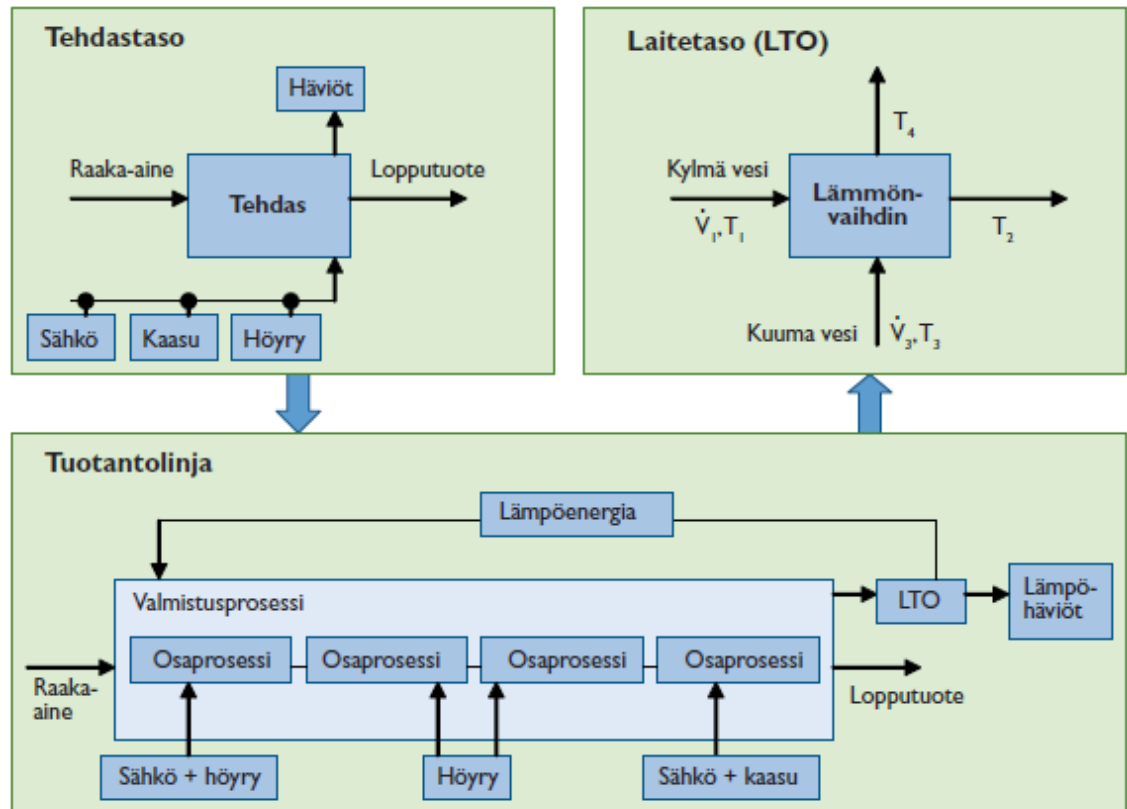 Tehdastaso
Häviöt
Raaka-aine
Lopputuote
Tehdas
Sähkö
Kaasu
Höyry
Laitetaso (LTO)
T4
Kylmä vesi
Lämmön-
vaihdin
V̇1,T1
T2
Kuuma vesi
V̇3,T3
Tuotantolinja
Lämpöenergia
Valmistusprosessi
LTO
Lämpö-
häviöt
Osaprosessi
Osaprosessi
Osaprosessi
Osaprosessi
Raaka-
aine
Lopputuote
Sähkö + höyry
Höyry
Sähkö + kaasu